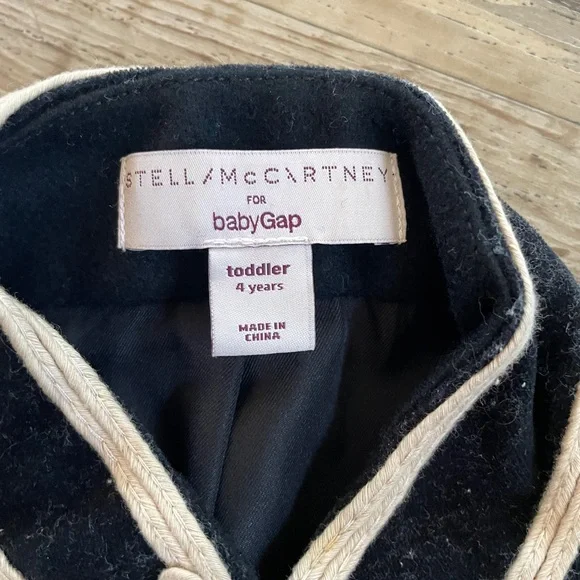 STELLA McCARTNEY
FOR
babyGap
toddler
4 years
MADE IN
CHINA